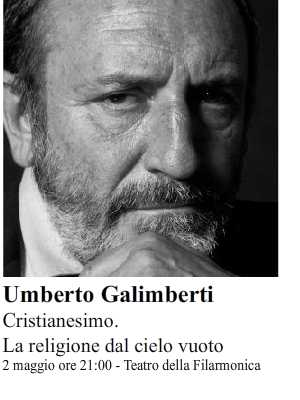 Umberto Galimberti
Cristianesimo.
La religione dal cielo vuoto
2 maggio ore 21:00 - Teatro della Filarmonica